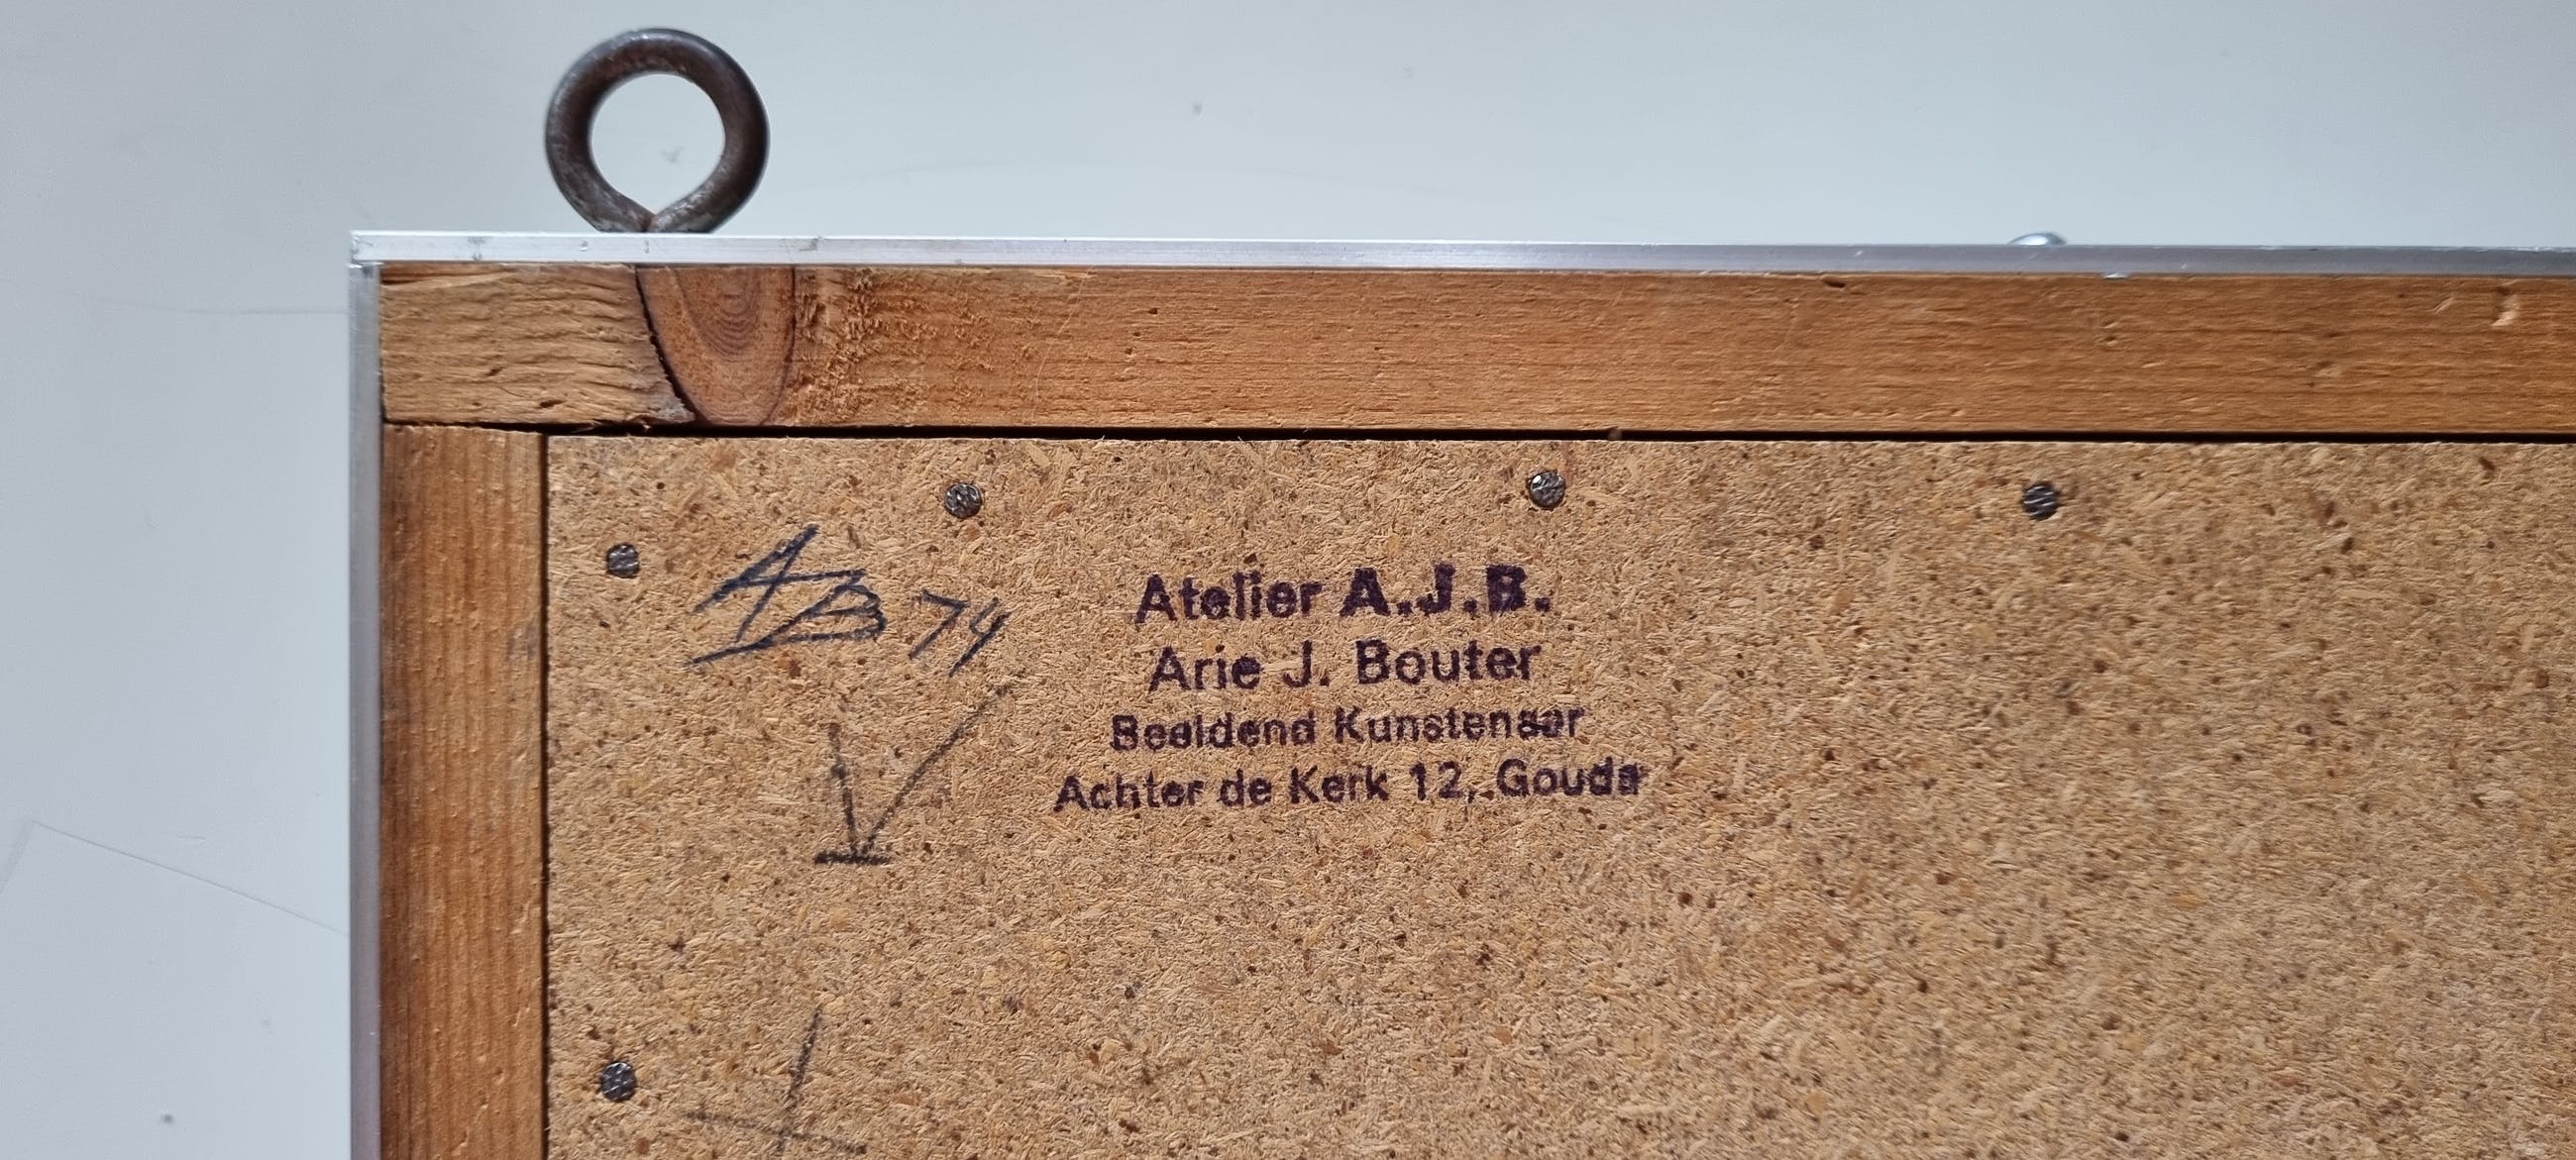 AB 74
Atelier A.J.B.
Arie J. Bouter
Beeldend Kunstenaar
Achter de Kerk 12, Gouda